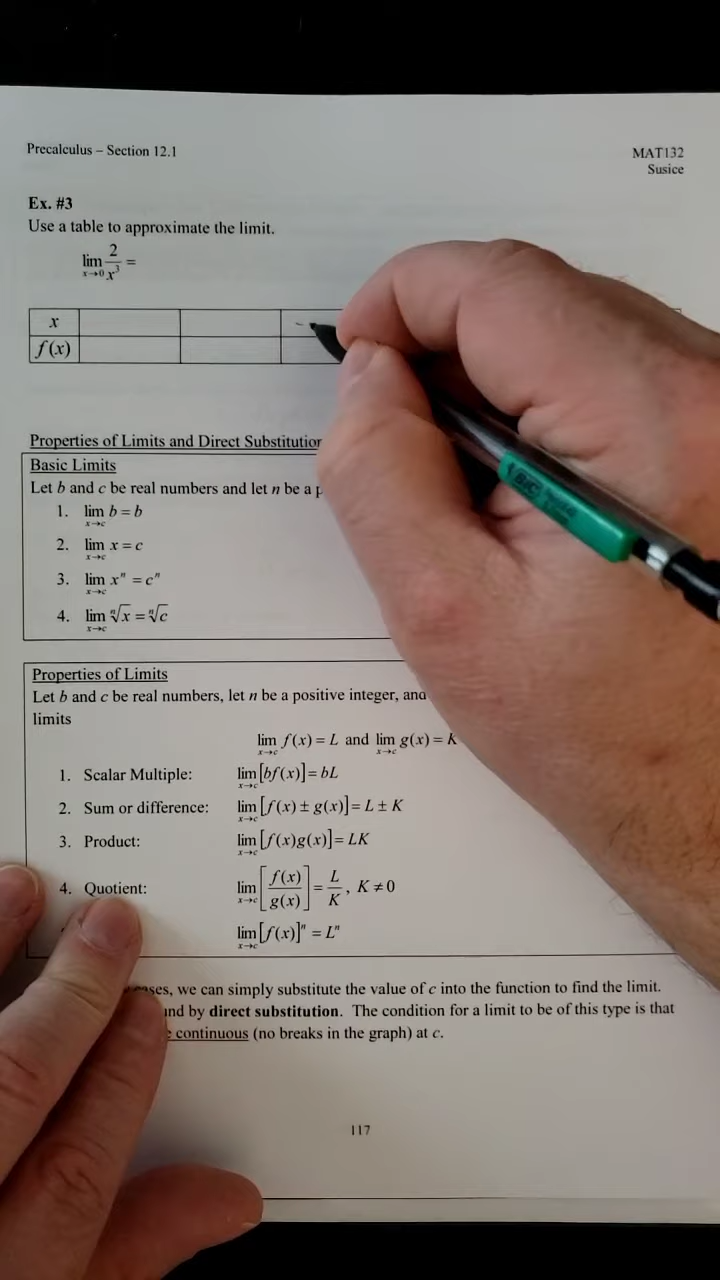 Precalculus – Section 12.1
MAT132
Susice
Ex. #3
Use a table to approximate the limit.
lim x→0 2/x³ =
x –
f(x)
Properties of Limits and Direct Substitution
Basic Limits
Let b and c be real numbers and let n be a
1. lim x→c b = b
2. lim x→c x = c
3. lim x→c xⁿ = cⁿ
4. lim x→c ⁿ√x = ⁿ√c
Properties of Limits
Let b and c be real numbers, let n be a positive integer, and
limits
lim x→c f(x) = L and lim x→c g(x) = K
1. Scalar Multiple: lim x→c [bf(x)] = bL
2. Sum or difference: lim x→c [f(x) ± g(x)] = L ± K
3. Product: lim x→c [f(x)g(x)] = LK
4. Quotient: lim x→c [f(x)/g(x)] = L/K, K ≠ 0
lim x→c [f(x)]ⁿ = Lⁿ
we can simply substitute the value of c into the function to find the limit.
by direct substitution. The condition for a limit to be of this type is that
continuous (no breaks in the graph) at c.
117
BIC